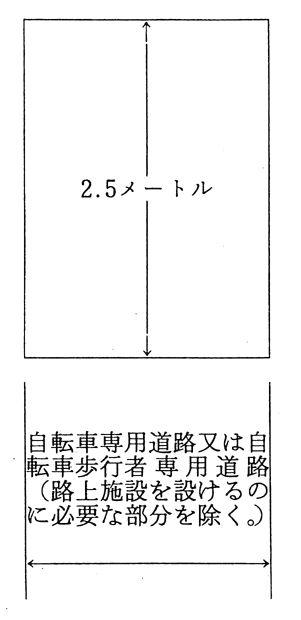 2.5メートル
自転車専用道路又は自
転車歩行者専用道路
（路上施設を設けるの
に必要な部分を除く。）